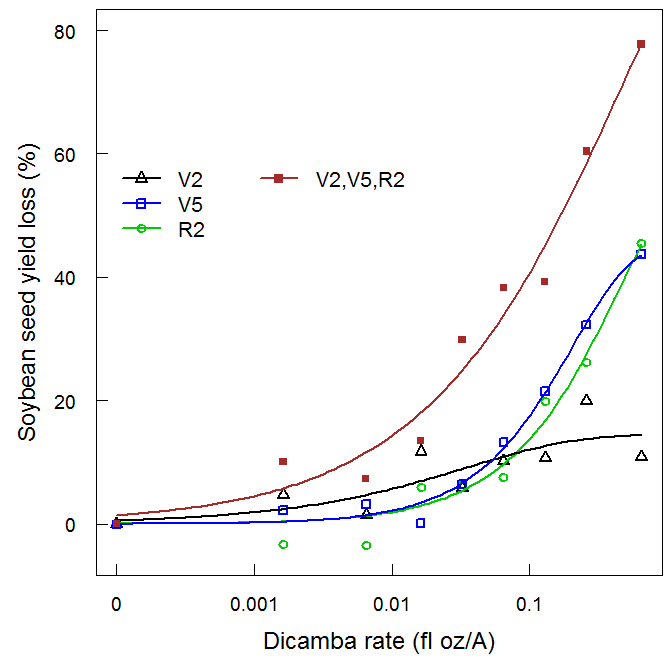 80
60
40
20
0
Soybean seed yield loss (%)
V2
V5
R2
V2,V5,R2
0
0.001
0.01
0.1
Dicamba rate (fl oz/A)